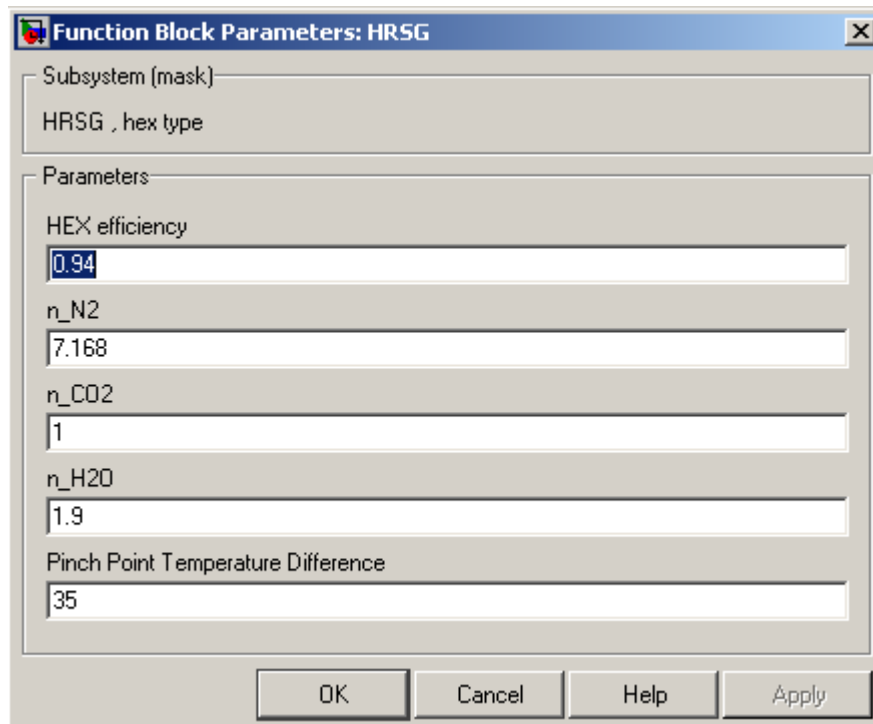 Function Block Parameters: HRSG
Subsystem (mask)
HRSG , hex type
Parameters
HEX efficiency
0.94
n_N2
7.168
n_CO2
1
n_H2O
1.9
Pinch Point Temperature Difference
35
OK Cancel Help Apply